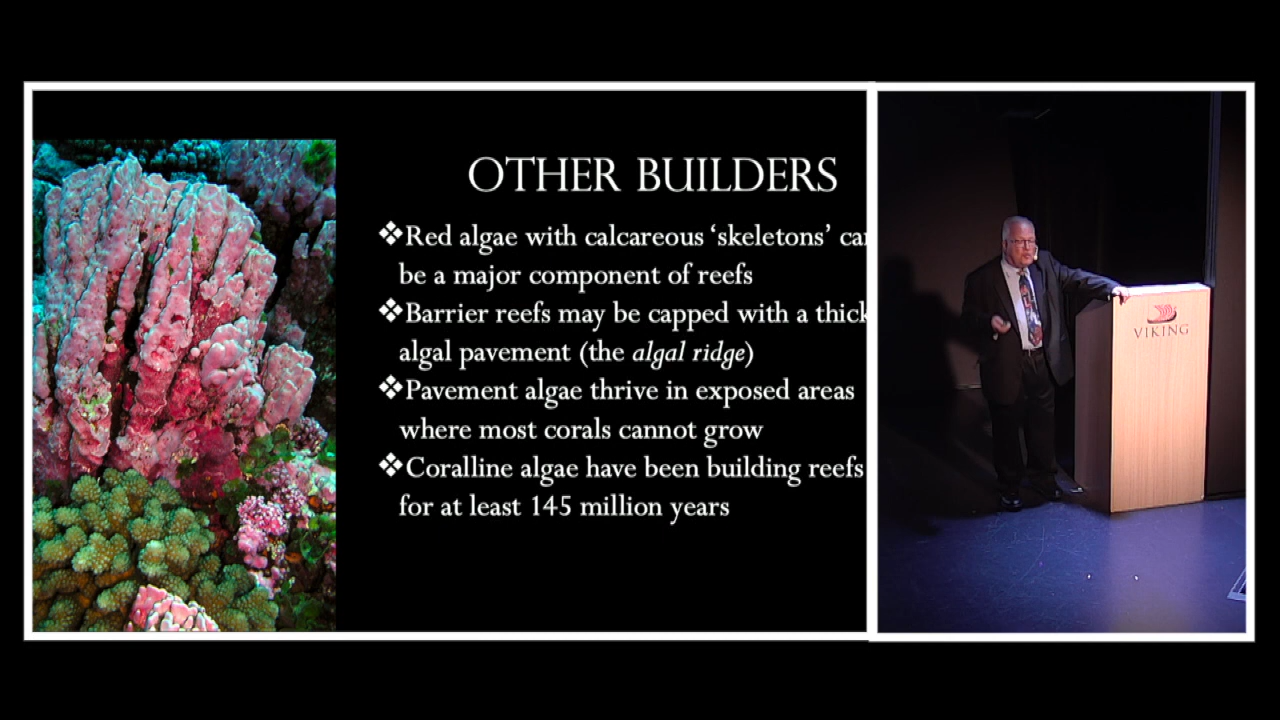 OTHER BUILDERS
❖Red algae with calcareous ‘skeletons’ ca
be a major component of reefs
❖Barrier reefs may be capped with a thick
algal pavement (the algal ridge)
❖Pavement algae thrive in exposed areas
where most corals cannot grow
❖Coralline algae have been building reefs
for at least 145 million years
VIKING